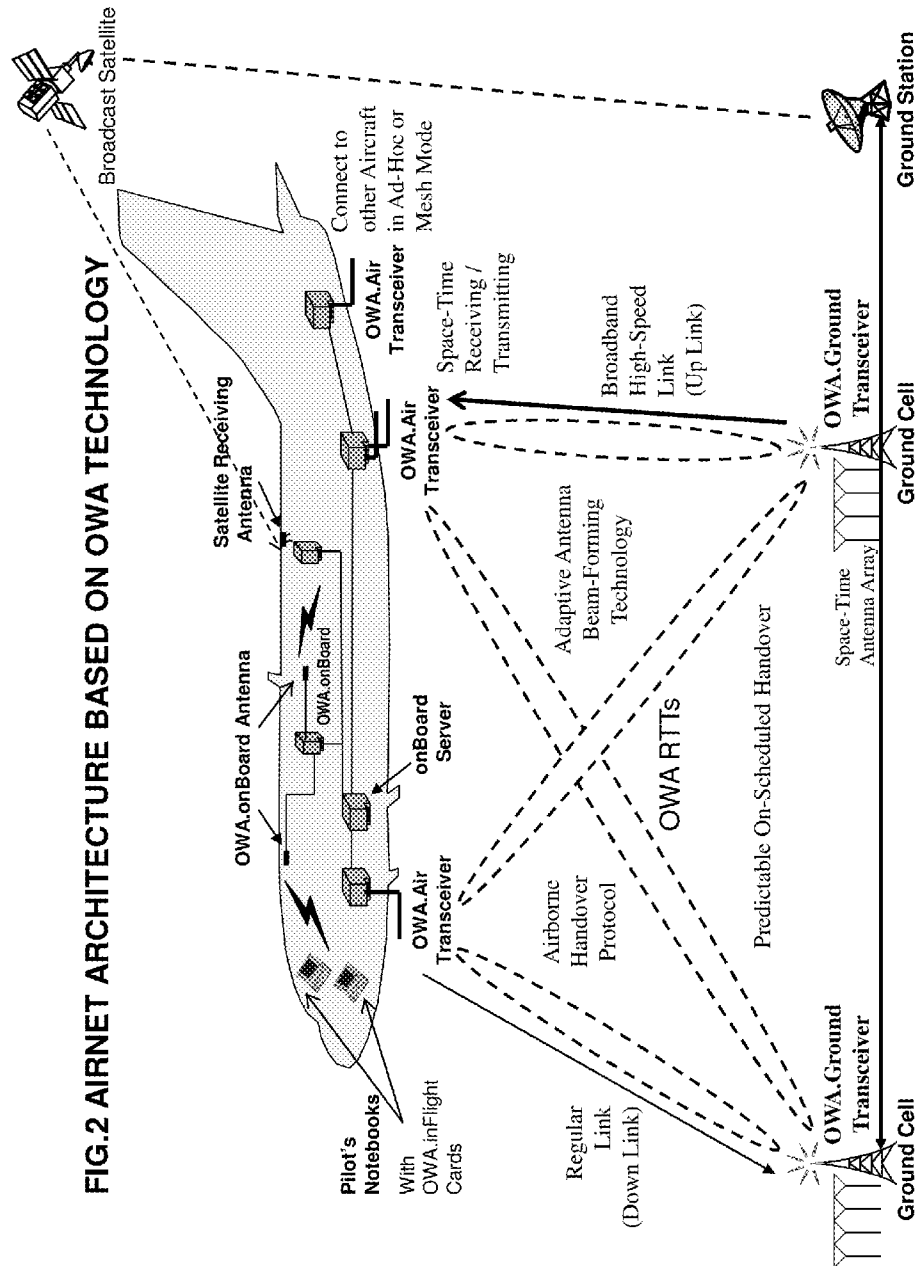 FIG.2 AIRNET ARCHITECTURE BASED ON OWA TECHNOLOGY
Broadcast Satellite
Satellite Receiving
Antenna
OWA.onBoard Antenna
OWA.onBoard
onBoard
Server
Pilot's
Notebooks
With
OWA.inFlight
Cards
OWA.Air
Transceiver
OWA.Air
Transceiver
OWA.Air
Transceiver
Connect to
other Aircraft
in Ad-Hoc or
Mesh Mode
Space-Time
Receiving /
Transmitting
Regular
Link
(Down Link)
Airborne
Handover
Protocol
OWA RTTs
Adaptive Antenna
Beam-Forming
Technology
Broadband
High-Speed
Link
(Up Link)
Predictable On-Scheduled Handover
OWA.Ground
Transceiver
Ground Cell
Space-Time
Antenna Array
OWA.Ground
Transceiver
Ground Cell
Ground Station